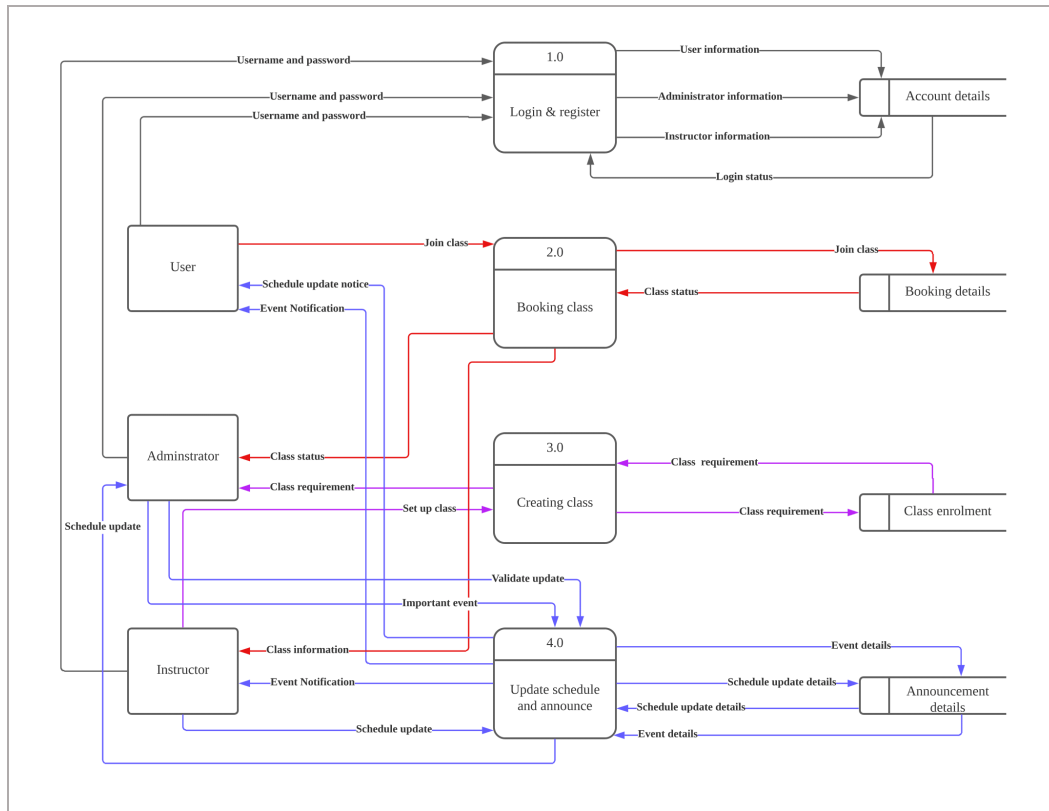 1.0
User information
Username and password
Account details
Username and password
Administrator information
Login & register
Username and password
Instructor information
Login status
User
Join class
2.0
Join class
Schedule update notice
Class status
Booking details
Event Notification
Booking class
Adminstrator
Class status
3.0
Class  requirement
Class requirement
Creating class
Set up class
Class requirement
Class enrolment
Schedule update
Validate update
Important event
4.0
Event details
Class information
Instructor
Event Notification
Update schedule
and announce
Schedule update details
Announcement
details
Schedule update details
Schedule update
Event details